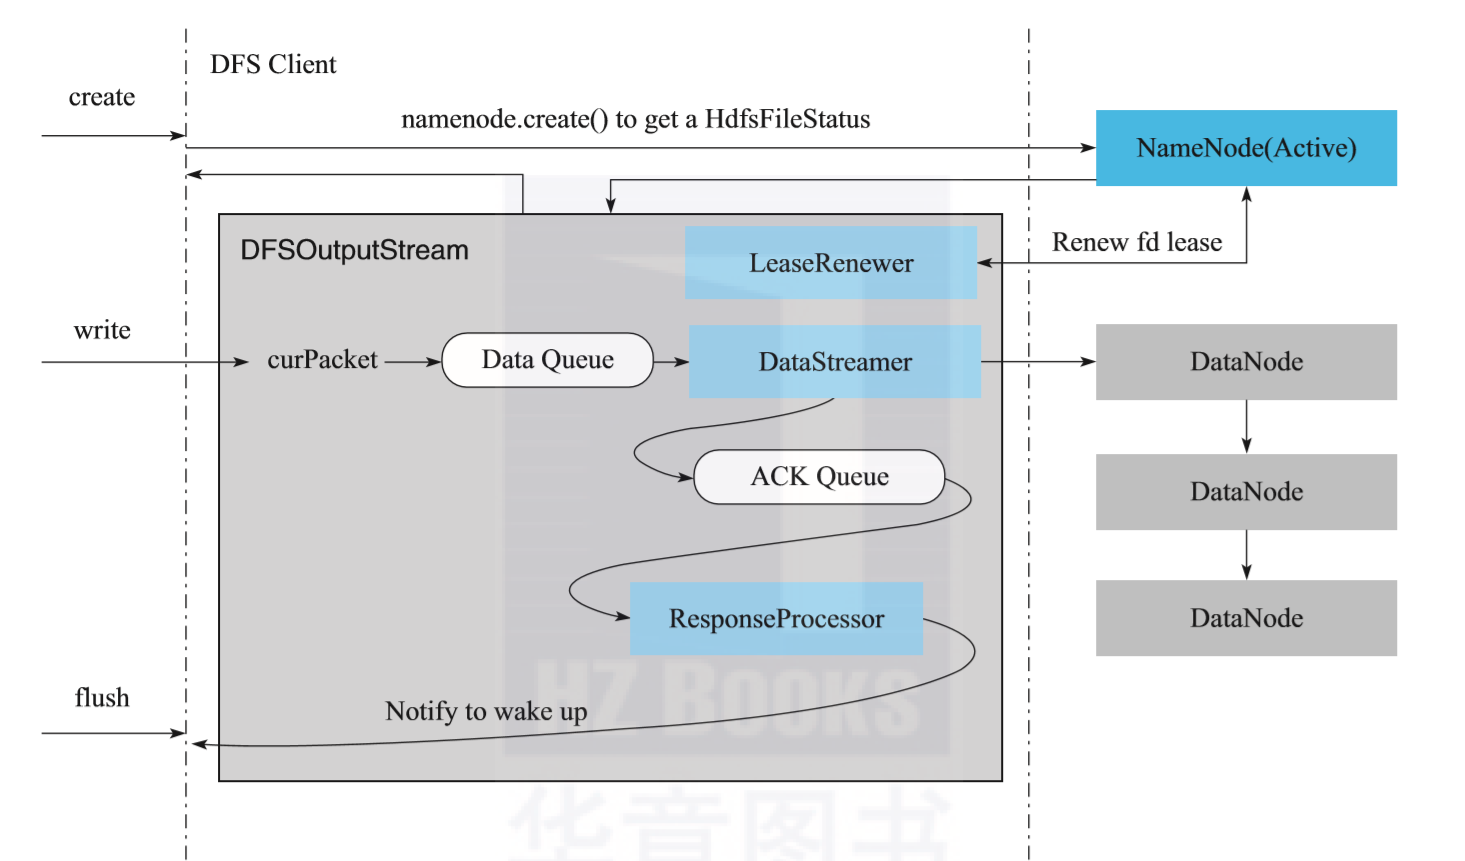 DFS Client
create
namenode.create() to get a HdfsFileStatus
NameNode(Active)
DFSOutputStream
LeaseRenewer
Renew fd lease
write
curPacket
Data Queue
DataStreamer
DataNode
ACK Queue
DataNode
ResponseProcessor
DataNode
HZ BOOKS
flush
Notify to wake up
华章图书